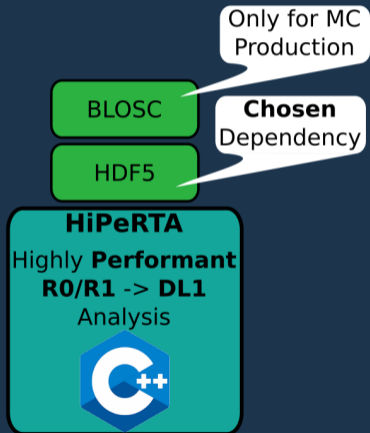 Only for MC
Production
BLOSC
Chosen
Dependency
HDF5
HiPeRTA
Highly Performant
R0/R1 -> DL1
Analysis
C++